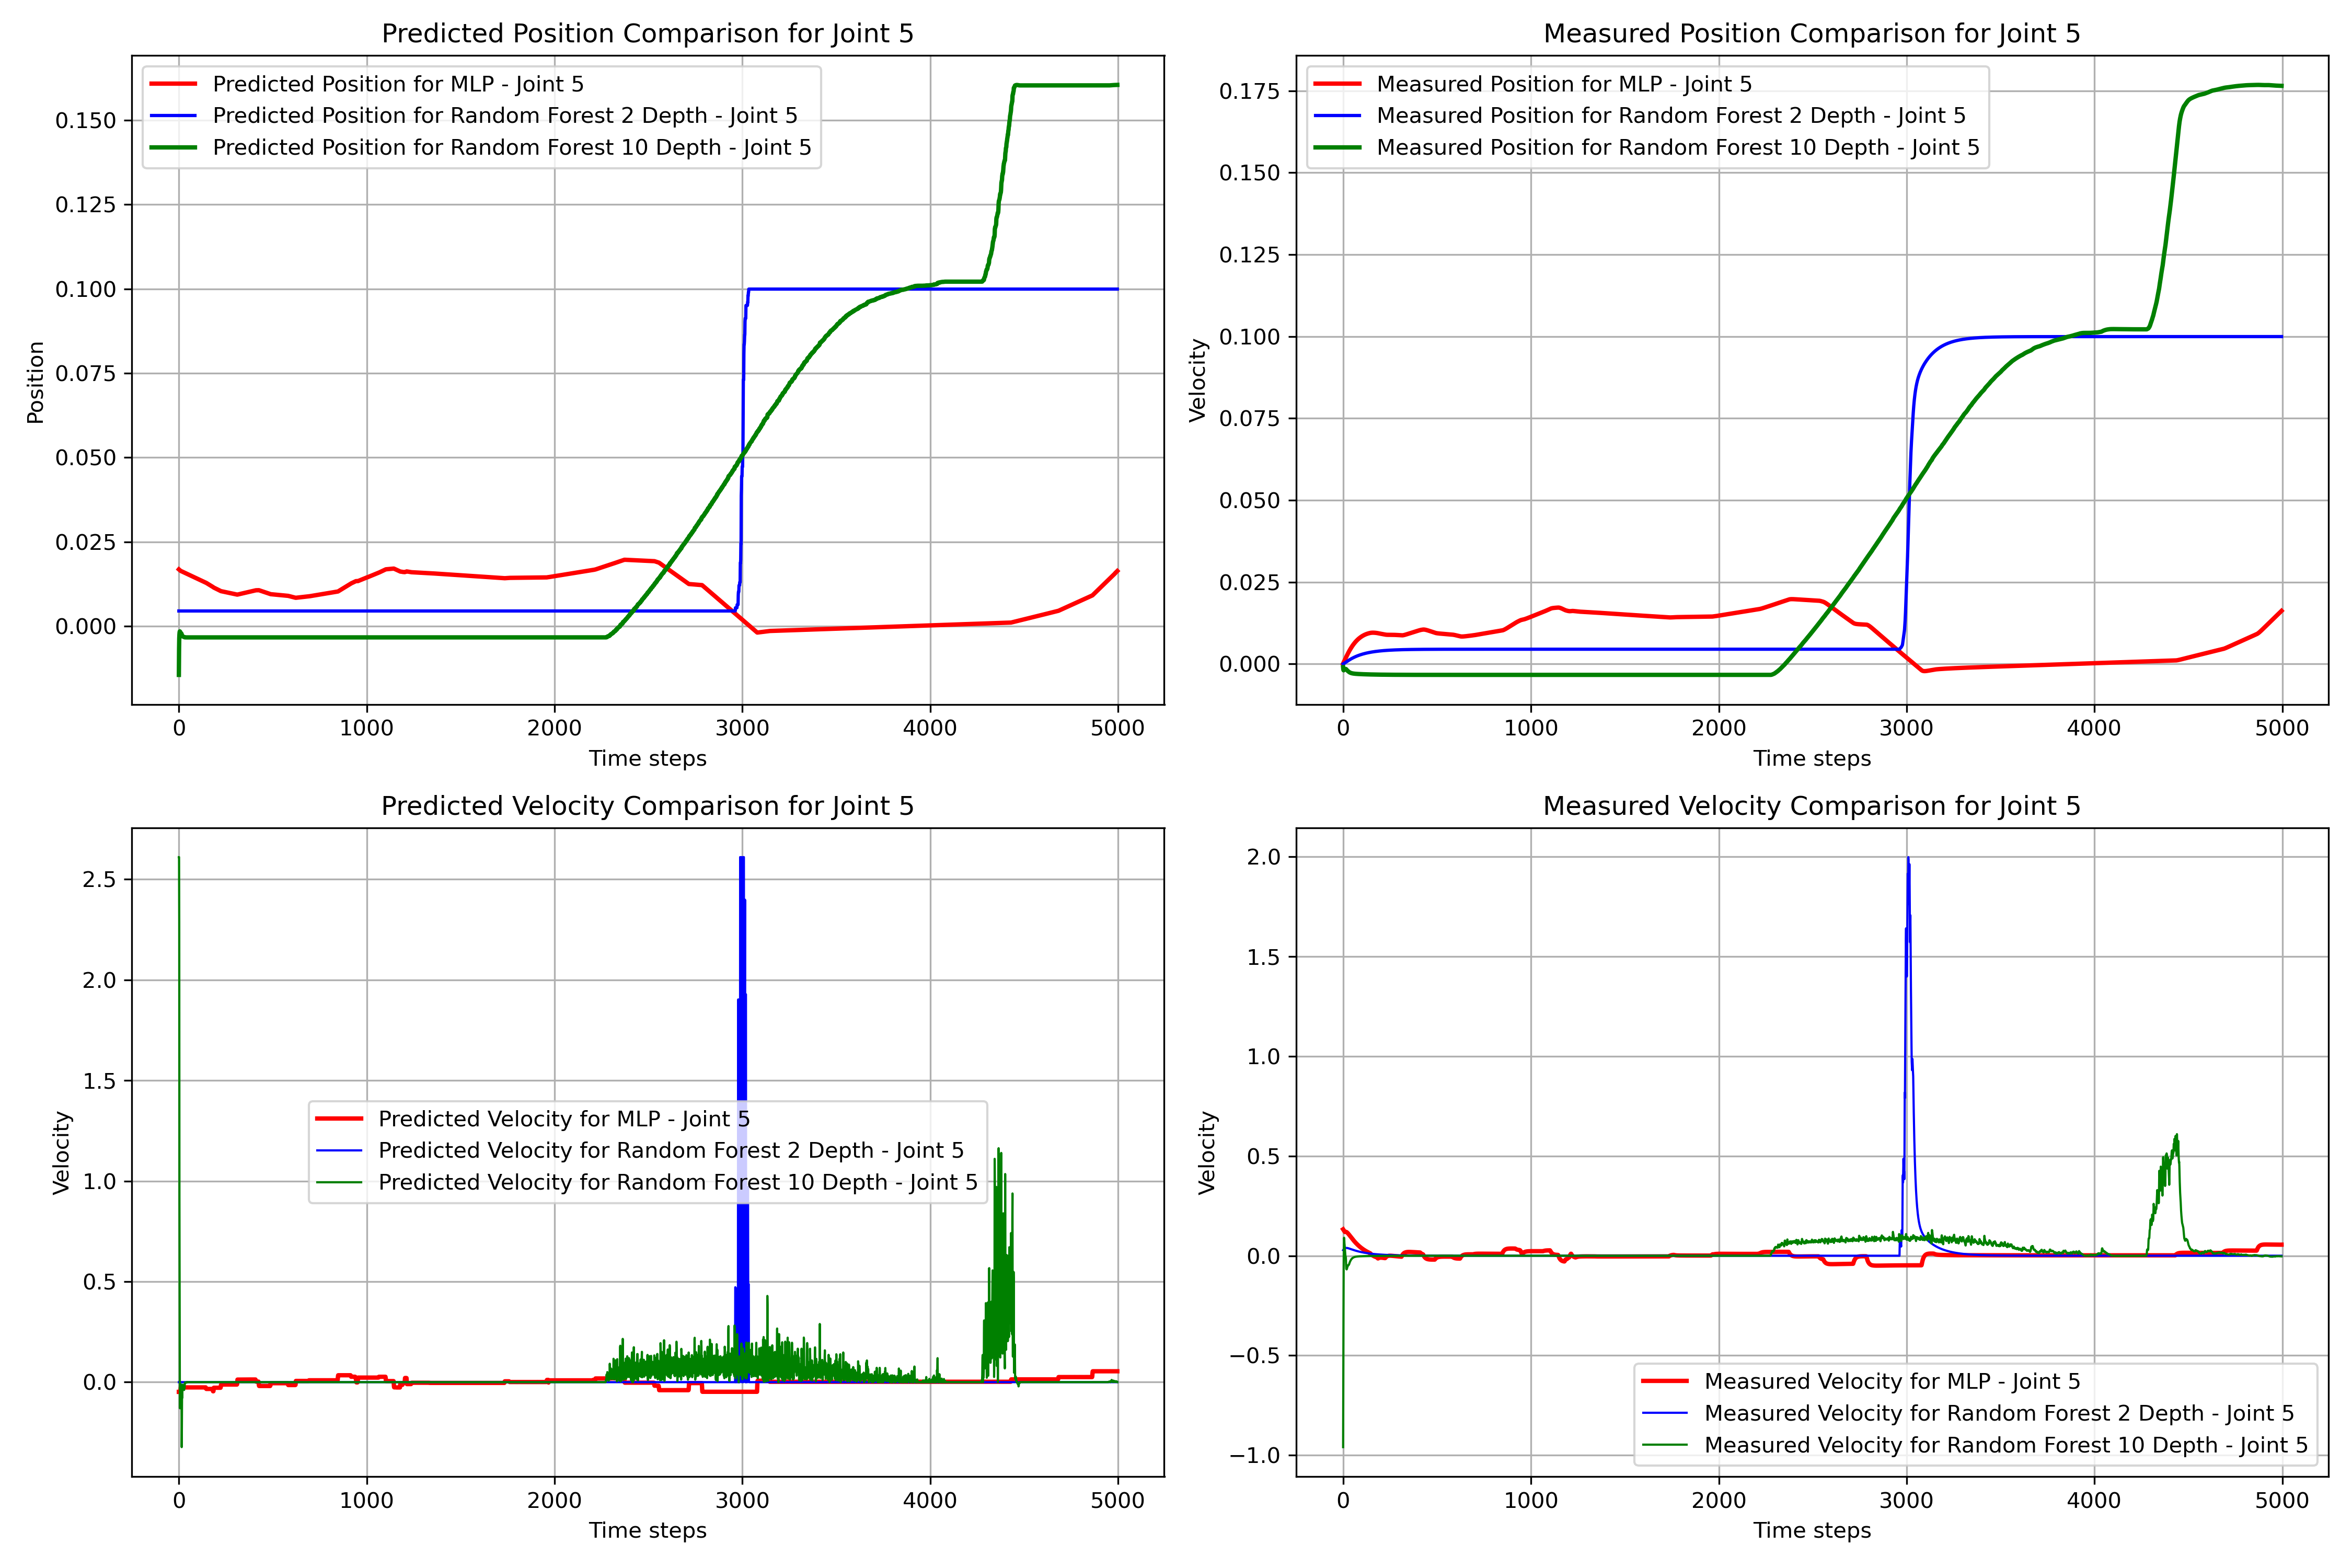 Predicted Position Comparison for Joint 5
Predicted Position for MLP - Joint 5
Predicted Position for Random Forest 2 Depth - Joint 5
Predicted Position for Random Forest 10 Depth - Joint 5
Position
0.150
0.125
0.100
0.075
0.050
0.025
0.000
0 1000 2000 3000 4000 5000
Time steps
Measured Position Comparison for Joint 5
Measured Position for MLP - Joint 5
Measured Position for Random Forest 2 Depth - Joint 5
Measured Position for Random Forest 10 Depth - Joint 5
Velocity
0.175
0.150
0.125
0.100
0.075
0.050
0.025
0.000
0 1000 2000 3000 4000 5000
Time steps
Predicted Velocity Comparison for Joint 5
Velocity
2.5
2.0
1.5
1.0
0.5
0.0
Predicted Velocity for MLP - Joint 5
Predicted Velocity for Random Forest 2 Depth - Joint 5
Predicted Velocity for Random Forest 10 Depth - Joint 5
0 1000 2000 3000 4000 5000
Time steps
Measured Velocity Comparison for Joint 5
Velocity
2.0
1.5
1.0
0.5
0.0
−0.5
−1.0
Measured Velocity for MLP - Joint 5
Measured Velocity for Random Forest 2 Depth - Joint 5
Measured Velocity for Random Forest 10 Depth - Joint 5
0 1000 2000 3000 4000 5000
Time steps